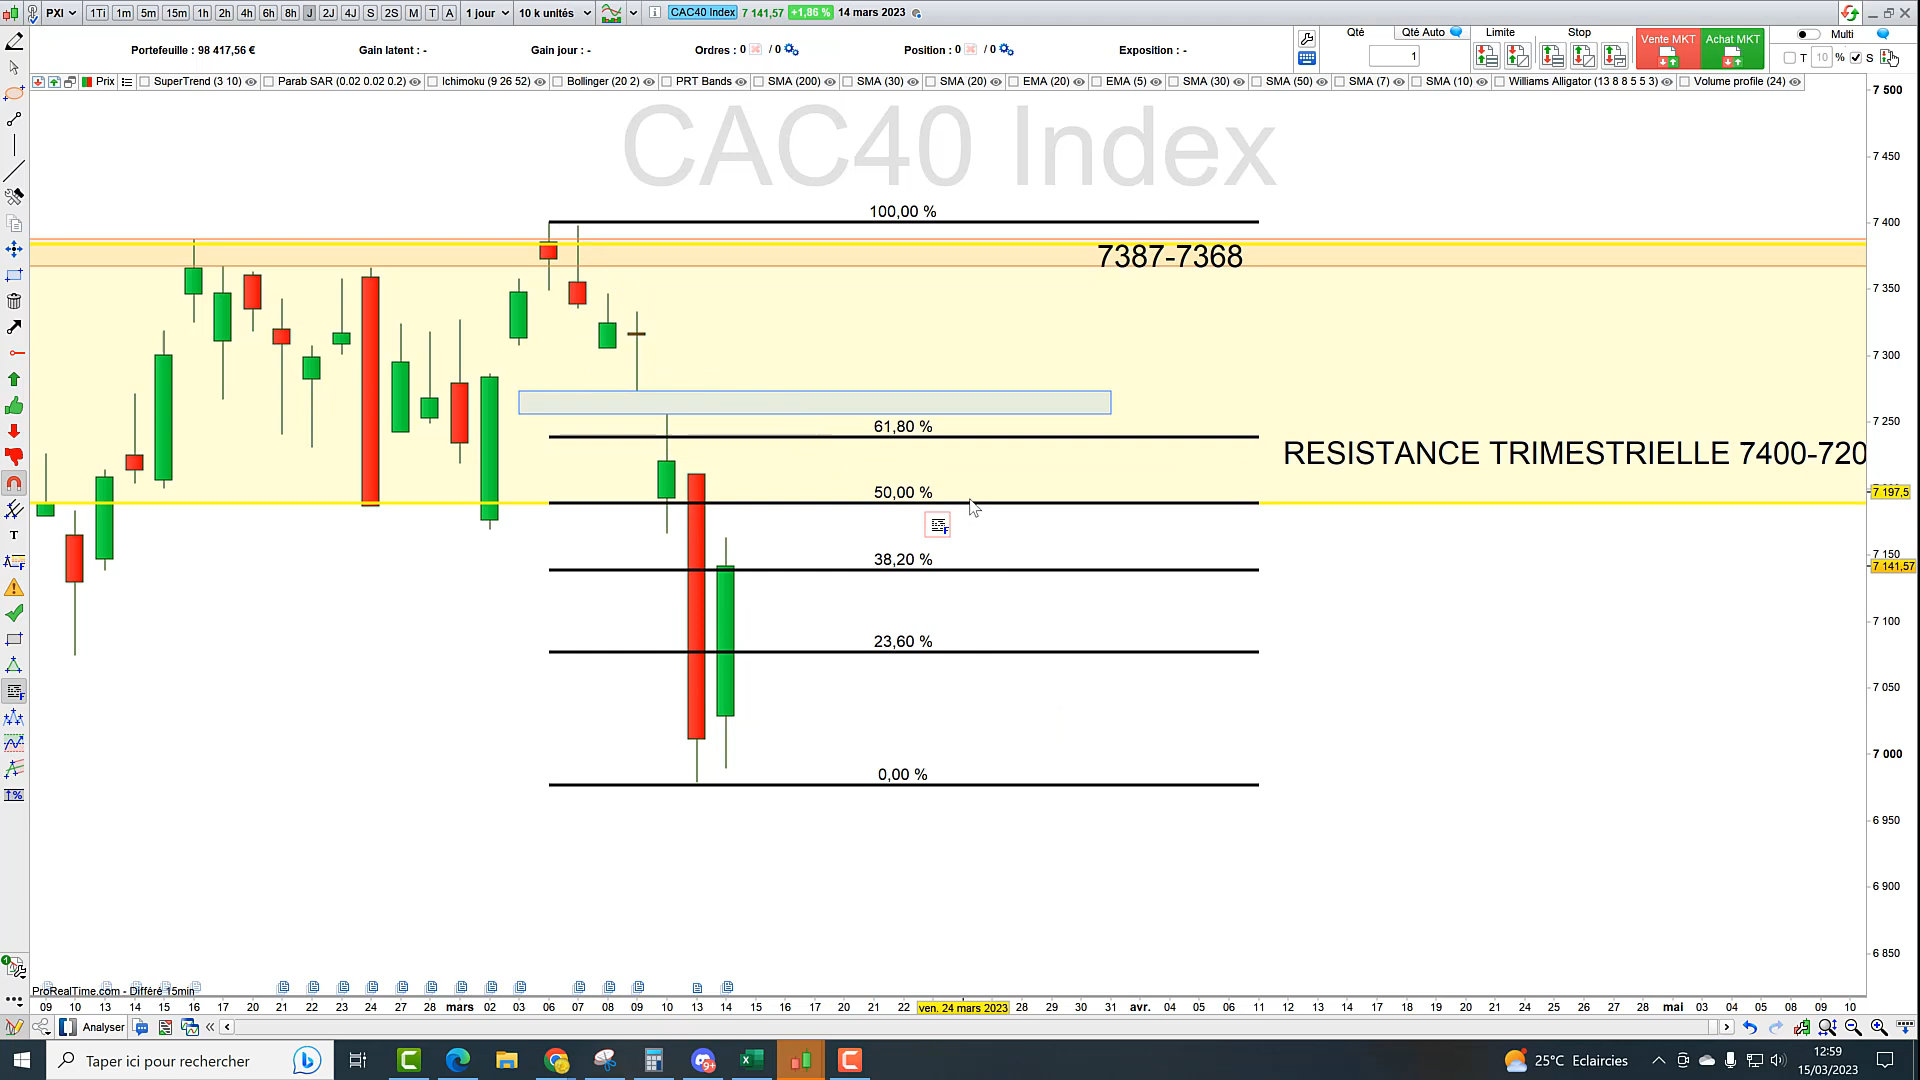 PXI 1Ti 1m 5m 15m 1h 2h 4h 6h 8h J 2J 4J S 2S M T A 1 jour 10 k unités CAC40 Index 7 141,57 +1,86 % 14 mars 2023
Portefeuille : 98 417,56 € Gain latent : - Gain jour : - Ordres : 0 / 0 Position : 0 / 0 Exposition : -
Qté Qté Auto Limite Stop Vente MKT Achat MKT Multi
1 T 10 % S
Prix SuperTrend (3 10) Parab SAR (0.02 0.02 0.2) Ichimoku (9 26 52) Bollinger (20 2) PRT Bands SMA (200) SMA (30) SMA (20) EMA (20) EMA (5) SMA (30) SMA (50) SMA (7) SMA (10) Williams Alligator (13 8 8 5 5 3) Volume profile (24)
7 500
CAC40 Index
7 450
100,00 %
7 400
7387-7368
7 350
7 300
7 250
61,80 %
RESISTANCE TRIMESTRIELLE 7400-720
50,00 %
7 197,5
38,20 %
7 150
7 141,57
7 100
23,60 %
7 050
7 000
0,00 %
6 950
6 900
6 850
ProRealTime.com - Différé 15min
09 10 13 14 15 16 17 20 21 22 23 24 27 28 mars 02 03 06 07 08 09 10 13 14 15 16 17 20 21 22 ven. 24 mars 2023 28 29 30 31 avr. 03 04 05 06 11 12 13 14 17 18 19 20 21 24 25 26 27 28 mai 03 04 05 08 09 10
Analyser
Taper ici pour rechercher
25°C Eclaircies
12:59
15/03/2023